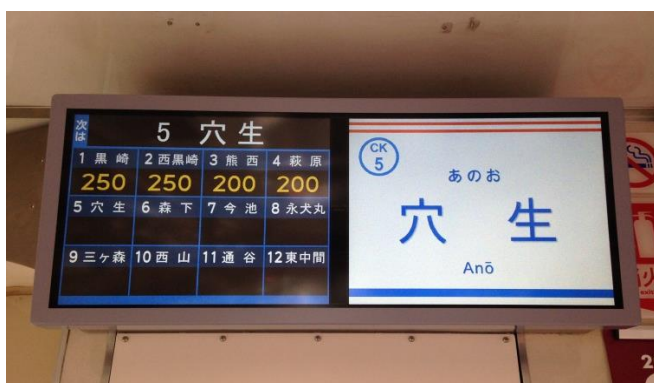 次は
5 穴生
1 黒崎 2 西黒崎 3 熊西 4 萩原
250 250 200 200
5 穴生 6 森下 7 今池 8 永犬丸
9 三ヶ森 10 西山 11 通谷 12 東中間
CK
5
あのお
穴生
Anō
2